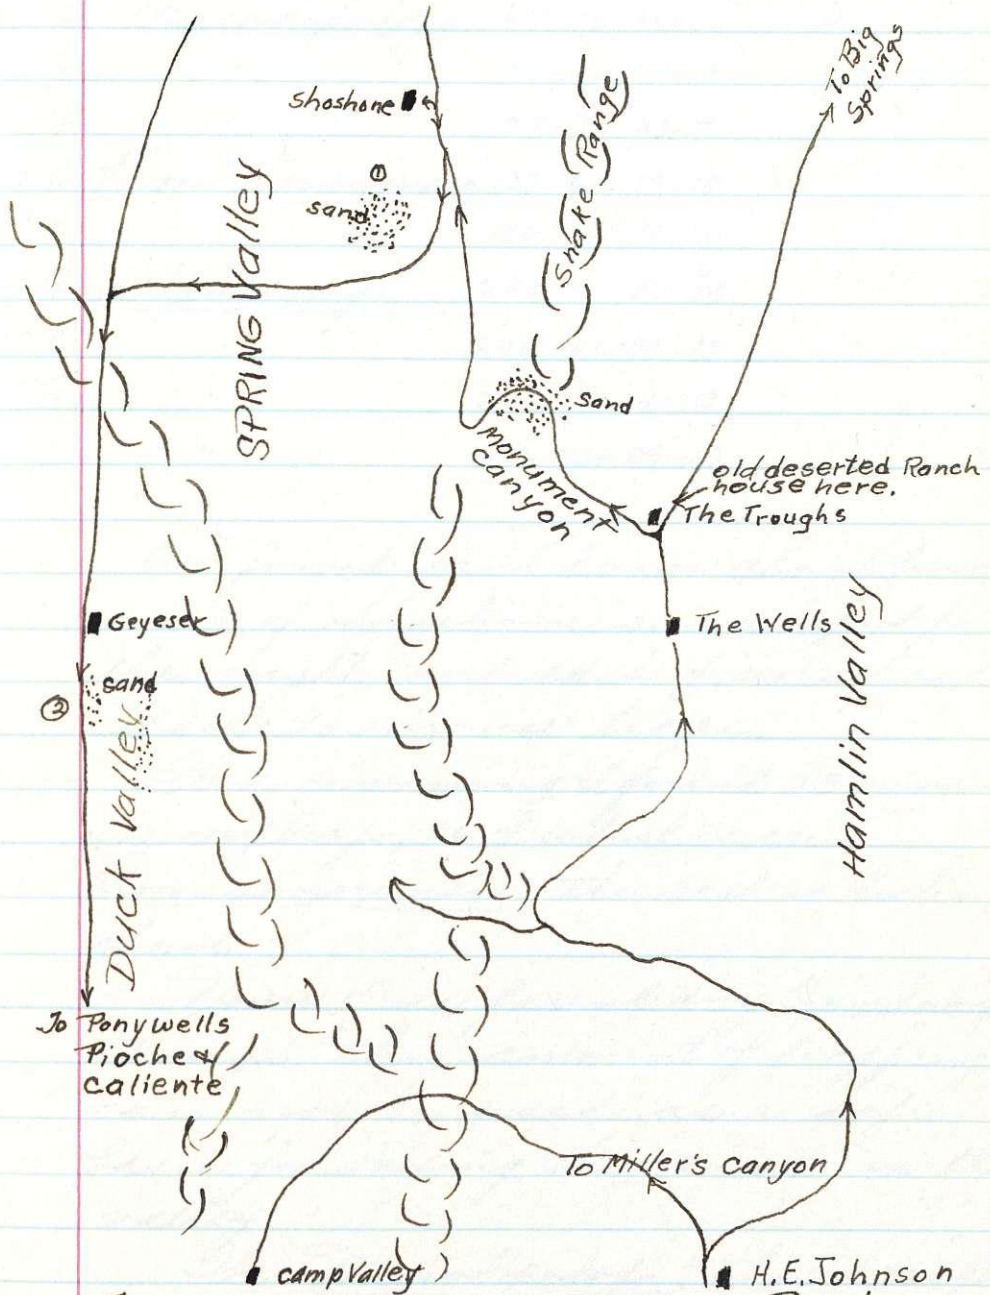 To Big
Springs
Shoshone
Snake Range
①
sand
SPRING Valley
sand
Monument
Canyon
old deserted Ranch
house here.
The Troughs
Geyeser
The Wells
sand
②
Duck Valley
Hamlin Valley
To Ponywells
Pioche &
Caliente
To Miller's Canyon
Camp Valley
H.E. Johnson